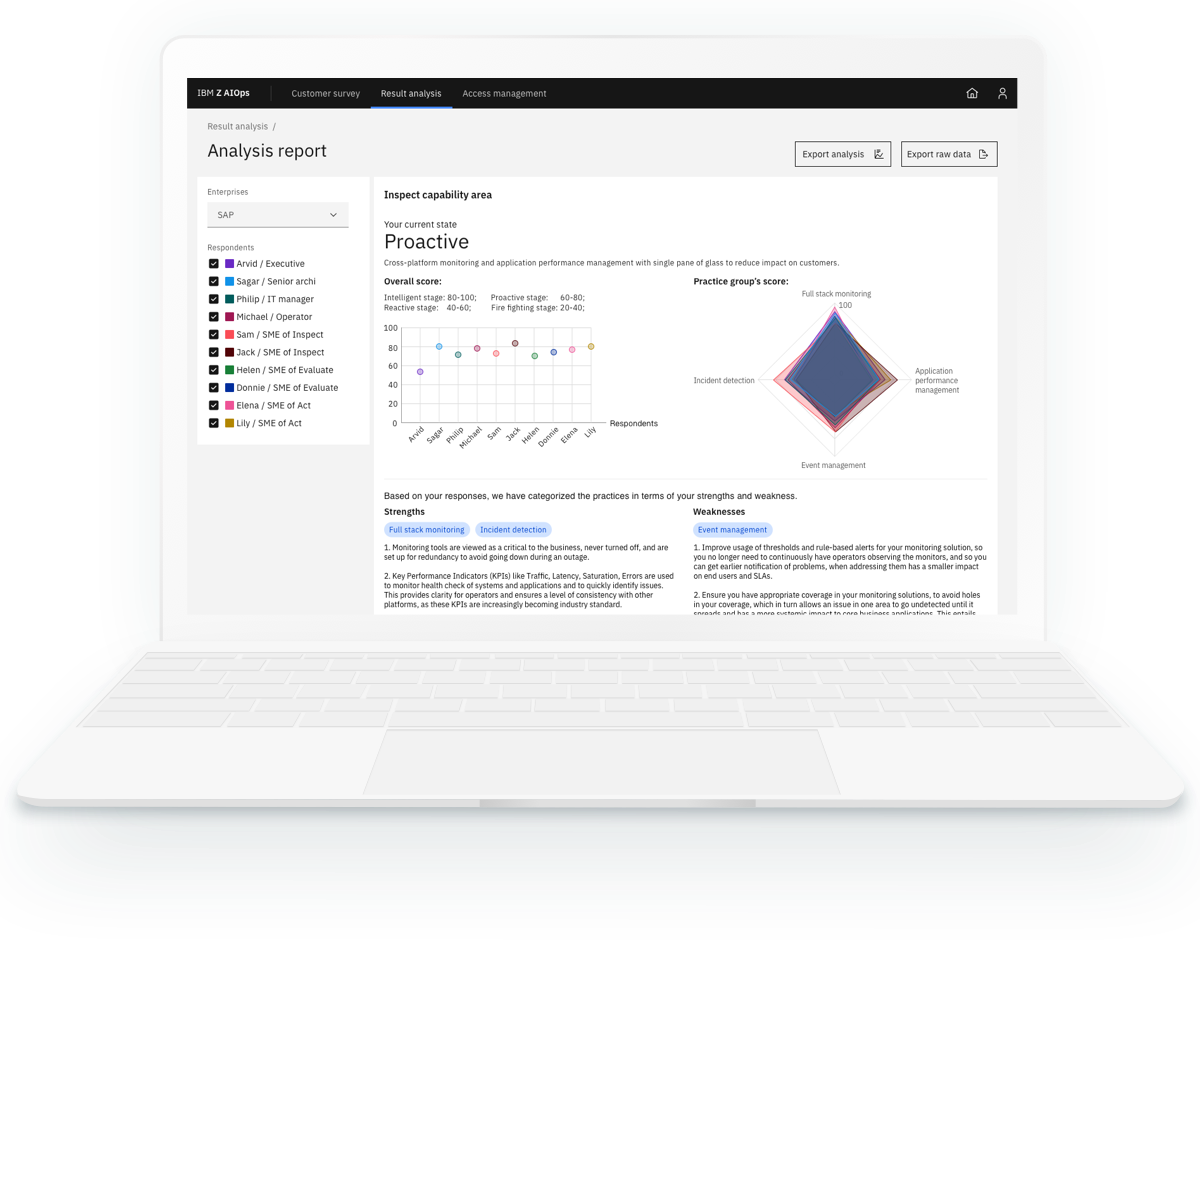 IBM Z AIOps
Customer survey
Result analysis
Access management
Result analysis /
Analysis report
Export analysis
Export raw data
Enterprises
SAP
Respondents
Arvid / Executive
Sagar / Senior archi
Philip / IT manager
Michael / Operator
Sam / SME of Inspect
Jack / SME of Inspect
Helen / SME of Evaluate
Donnie / SME of Evaluate
Elena / SME of Act
Lily / SME of Act
Inspect capability area
Your current state
Proactive
Cross-platform monitoring and application performance management with single pane of glass to reduce impact on customers.
Overall score:
Intelligent stage: 80-100; Proactive stage: 60-80;
Reactive stage: 40-60; Fire fighting stage: 20-40;
100
80
60
40
20
0
Arvid
Sagar
Philip
Michael
Sam
Jack
Helen
Donnie
Elena
Lily
Respondents
Practice group's score:
Full stack monitoring
100
Incident detection
Application
performance
management
Event management
Based on your responses, we have categorized the practices in terms of your strengths and weakness.
Strengths
Full stack monitoring
Incident detection
1. Monitoring tools are viewed as a critical to the business, never turned off, and are
set up for redundancy to avoid going down during an outage.
2. Key Performance Indicators (KPIs) like Traffic, Latency, Saturation, Errors are used
to monitor health check of systems and applications and to quickly identify issues.
This provides clarity for operators and ensures a level of consistency with other
platforms, as these KPIs are increasingly becoming industry standard.
Weaknesses
Event management
1. Improve usage of thresholds and rule-based alerts for your monitoring solution, so
you no longer need to continuously have operators observing the monitors, and so you
can get earlier notification of problems, when addressing them has a smaller impact
on end users and SLAs.
2. Ensure you have appropriate coverage in your monitoring solutions, to avoid holes
in your coverage, which in turn allows an issue in one area to go undetected until it
spreads and has a more systemic impact to core business applications. This entails